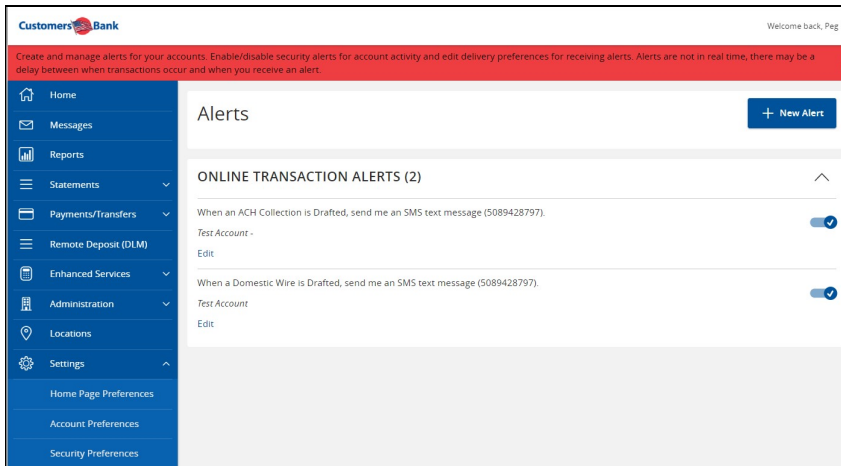 Customers Bank
Welcome back, Peg
Create and manage alerts for your accounts. Enable/disable security alerts for account activity and edit delivery preferences for receiving alerts. Alerts are not in real time, there may be a
delay between when transactions occur and when you receive an alert.
Home
Messages
Reports
Statements
Payments/Transfers
Remote Deposit (DLM)
Enhanced Services
Administration
Locations
Settings
Home Page Preferences
Account Preferences
Security Preferences
Alerts
+ New Alert
ONLINE TRANSACTION ALERTS (2)
When an ACH Collection is Drafted, send me an SMS text message (5089428797).
Test Account -
Edit
When a Domestic Wire is Drafted, send me an SMS text message (5089428797).
Test Account
Edit